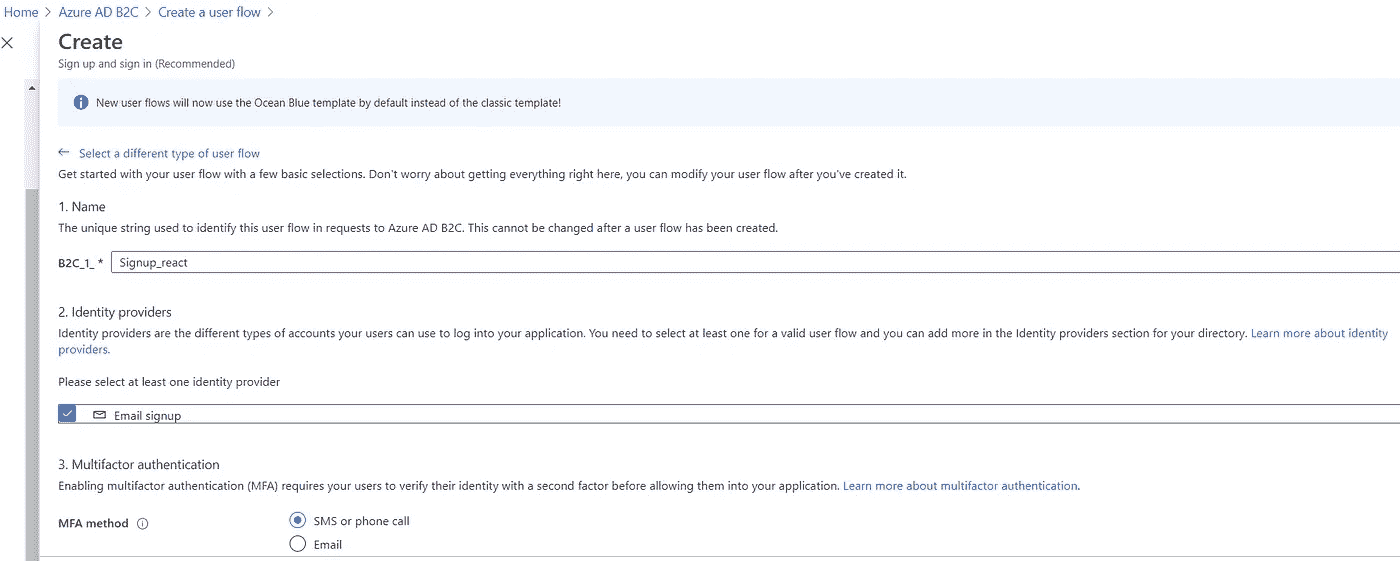 Home > Azure AD B2C > Create a user flow >
Create
Sign up and sign in (Recommended)
New user flows will now use the Ocean Blue template by default instead of the classic template!
← Select a different type of user flow
Get started with your user flow with a few basic selections. Don't worry about getting everything right here, you can modify your user flow after you've created it.
1. Name
The unique string used to identify this user flow in requests to Azure AD B2C. This cannot be changed after a user flow has been created.
B2C_1_ * Signup_react
2. Identity providers
Identity providers are the different types of accounts your users can use to log into your application. You need to select at least one for a valid user flow and you can add more in the Identity providers section for your directory. Learn more about identity
providers.
Please select at least one identity provider
Email signup
3. Multifactor authentication
Enabling multifactor authentication (MFA) requires your users to verify their identity with a second factor before allowing them into your application. Learn more about multifactor authentication.
MFA method SMS or phone call
Email